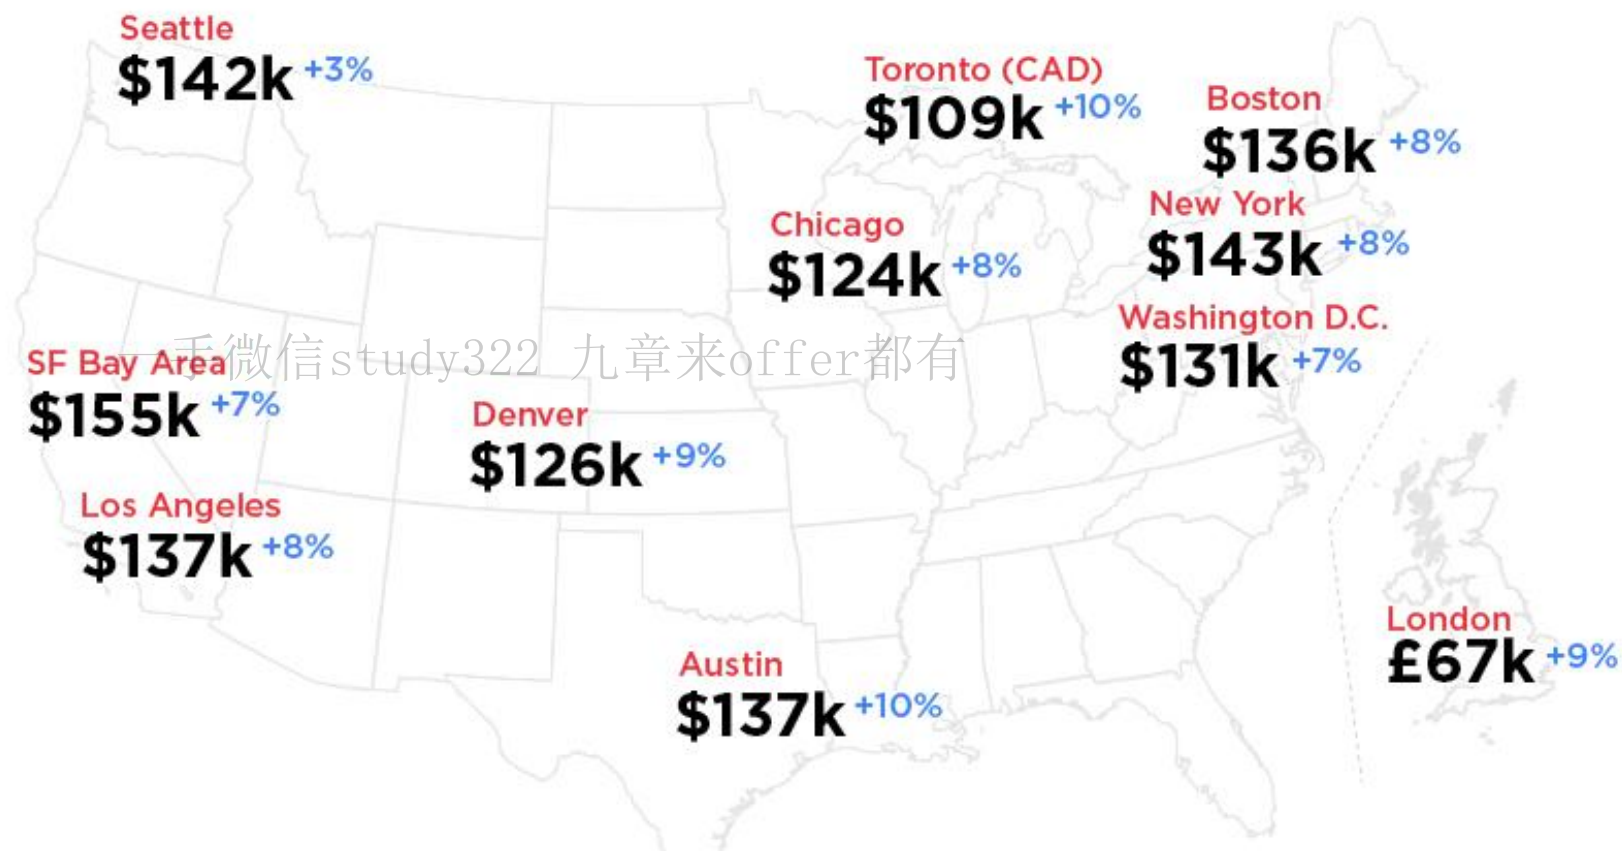 Seattle
$142k +3%
Toronto (CAD)
$109k +10%
Boston
$136k +8%
New York
$143k +8%
Chicago
$124k +8%
Washington D.C.
$131k +7%
一手微信study322 九章来offer都有
SF Bay Area
$155k +7%
Denver
$126k +9%
Los Angeles
$137k +8%
London
£67k +9%
Austin
$137k +10%